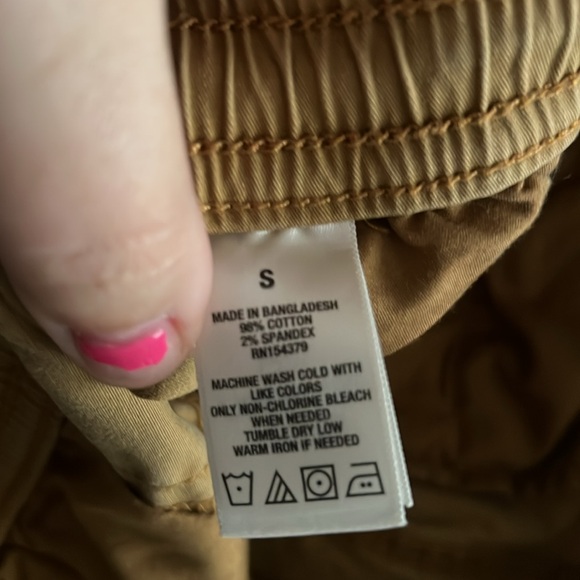 S
MADE IN BANGLADESH
98% COTTON
2% SPANDEX
RN154379
MACHINE WASH COLD WITH
LIKE COLORS
ONLY NON-CHLORINE BLEACH
WHEN NEEDED
TUMBLE DRY LOW
WARM IRON IF NEEDED